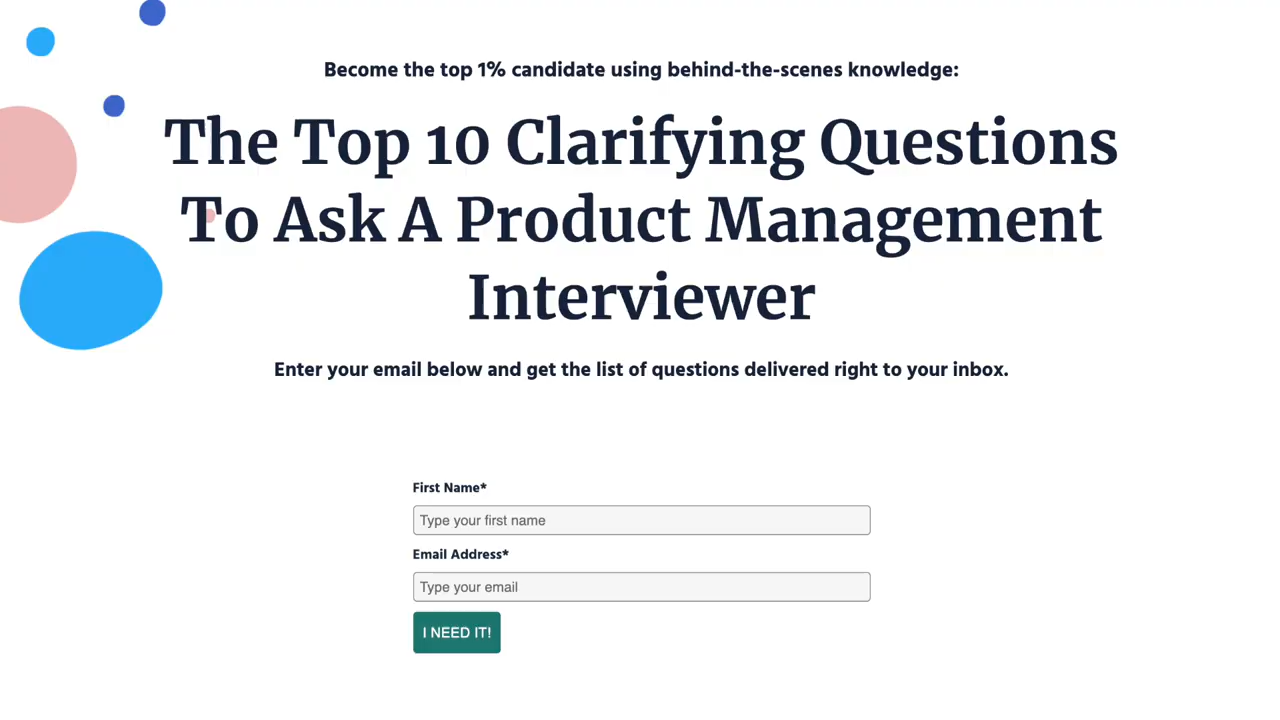 Become the top 1% candidate using behind-the-scenes knowledge:
The Top 10 Clarifying Questions
To Ask A Product Management
Interviewer
Enter your email below and get the list of questions delivered right to your inbox.
First Name*
Type your first name
Email Address*
Type your email
I NEED IT!